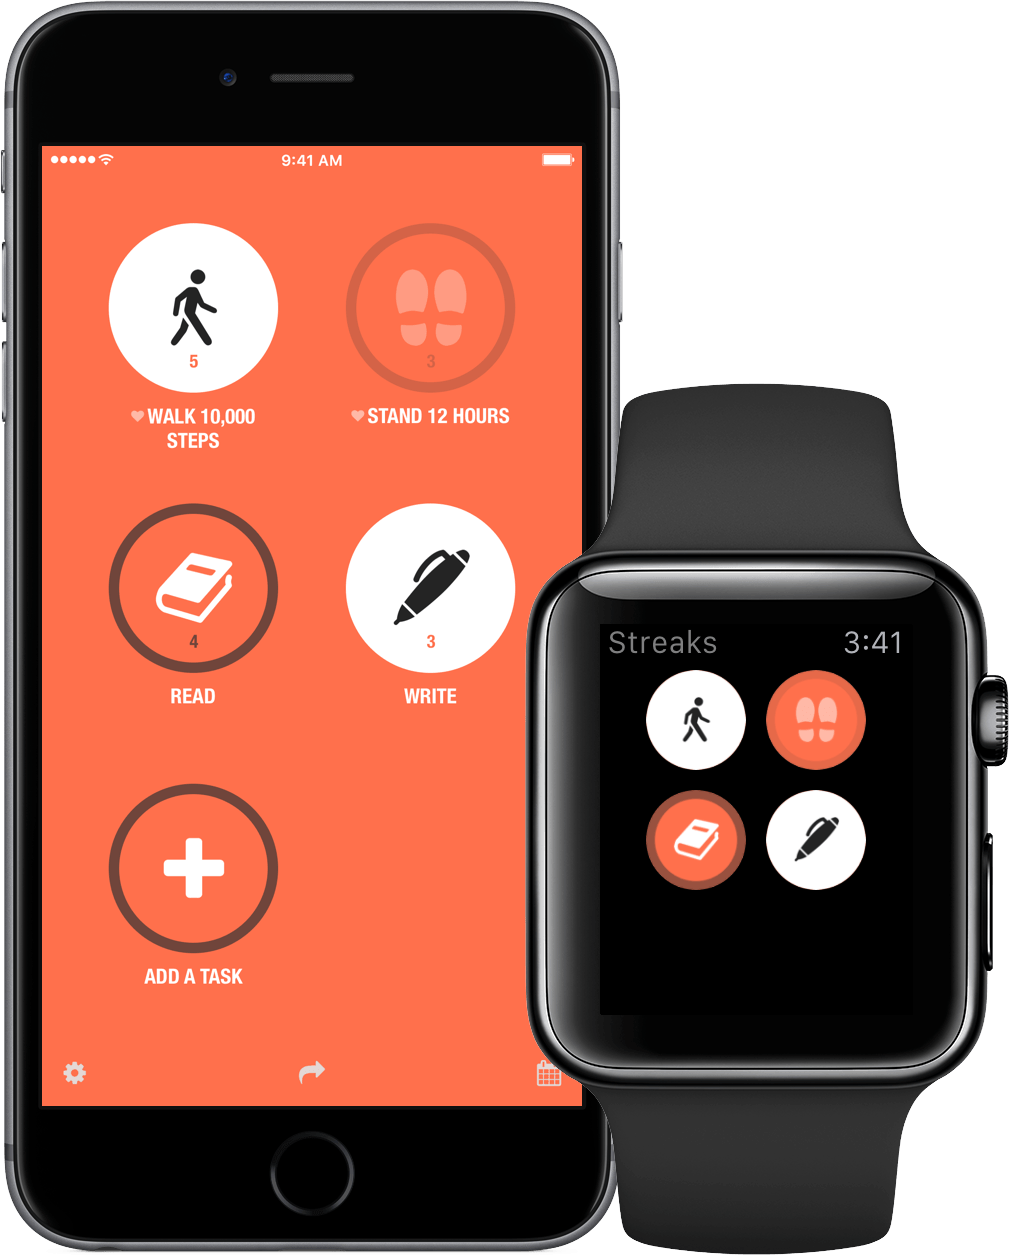 9:41 AM
5
3
WALK 10,000
STEPS
STAND 12 HOURS
4
3
READ
WRITE
ADD A TASK
Streaks 3:41